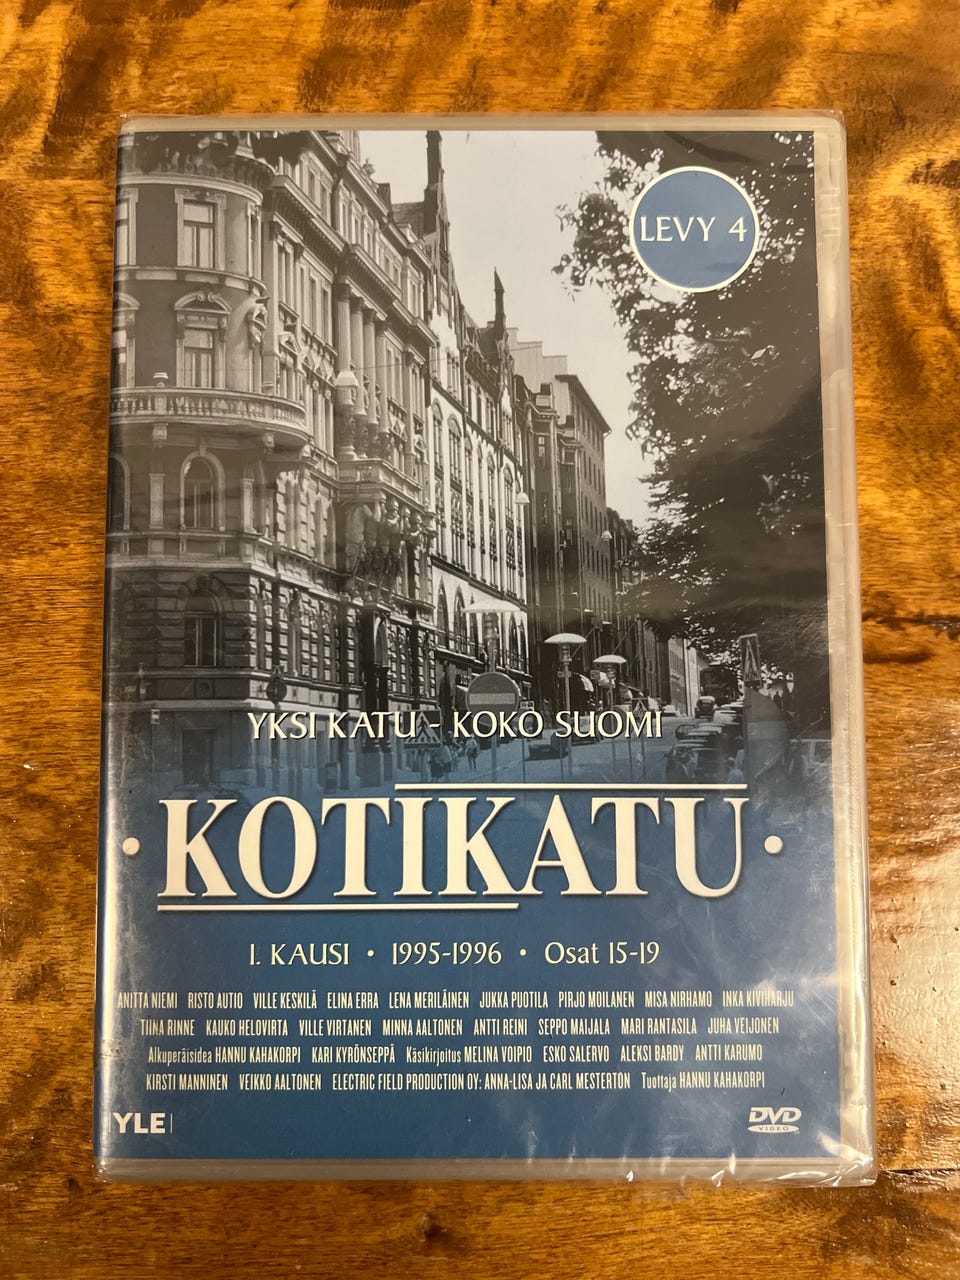 LEVY 4
YKSI KATU - KOKO SUOMI
• KOTIKATU •
1. KAUSI • 1995-1996 • Osat 15-19
ANITTA NIEMI RISTO AUTIO VILLE KESKILÄ ELINA ERRA LENA MERILÄINEN JUKKA PUOTILA PIRJO MOILANEN MISA NIRHAMO INKA KIVIHARJU
TIINA RINNE KAUKO HELOVIRTA VILLE VIRTANEN MINNA AALTONEN ANTTI REINI SEPPO MAIJALA MARI RANTASILA JUHA VEIJONEN
Alkuperäisidea HANNU KAHAKORPI KARI KYRÖNSEPPÄ Käsikirjoitus MELINA VOIPIO ESKO SALERVO ALEKSI BARDY ANTTI KARUMO
KIRSTI MANNINEN VEIKKO AALTONEN ELECTRIC FIELD PRODUCTION OY: ANNA-LISA JA CARL MESTERTON Tuottaja HANNU KAHAKORPI
YLE
DVD
VIDEO